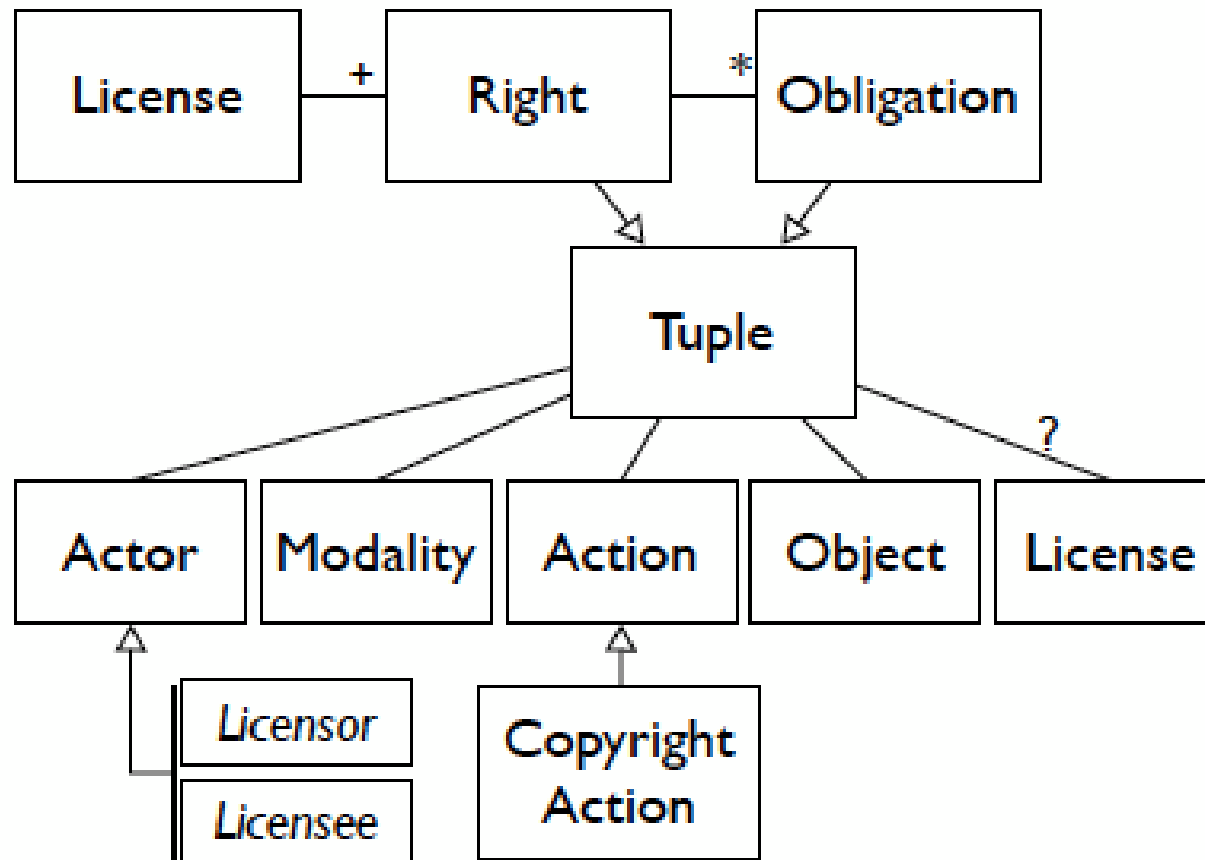 License + Right * Obligation
Tuple
?
Actor Modality Action Object License
Licensor
Licensee
Copyright
Action